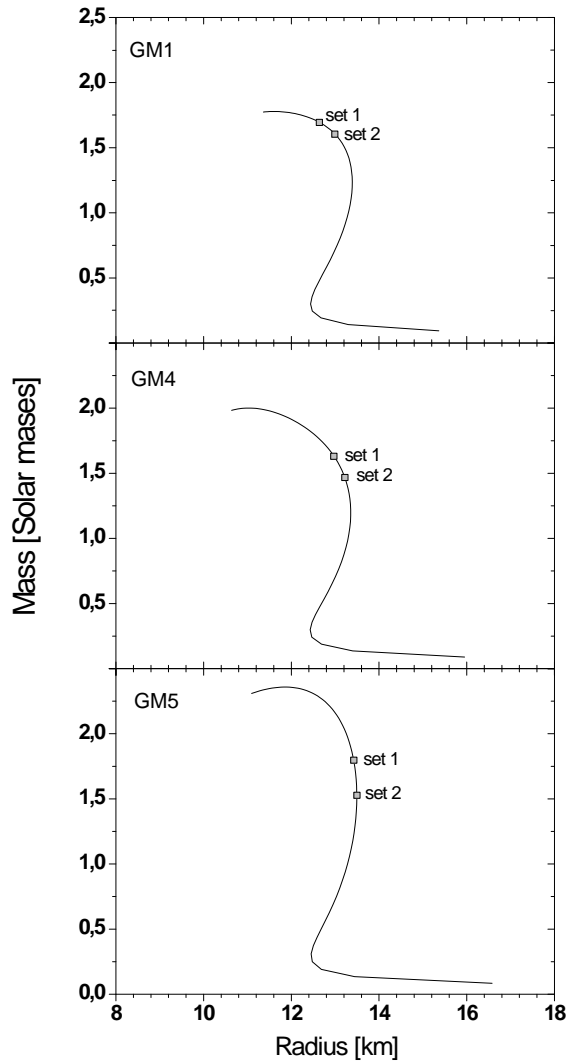 2,5
GM1
2,0
set 1
set 2
1,5
1,0
0,5
GM4
2,0
set 1
1,5
set 2
1,0
0,5
Mass [Solar mases]
GM5
2,0
set 1
1,5
set 2
1,0
0,5
0,0
8 10 12 14 16 18
Radius [km]